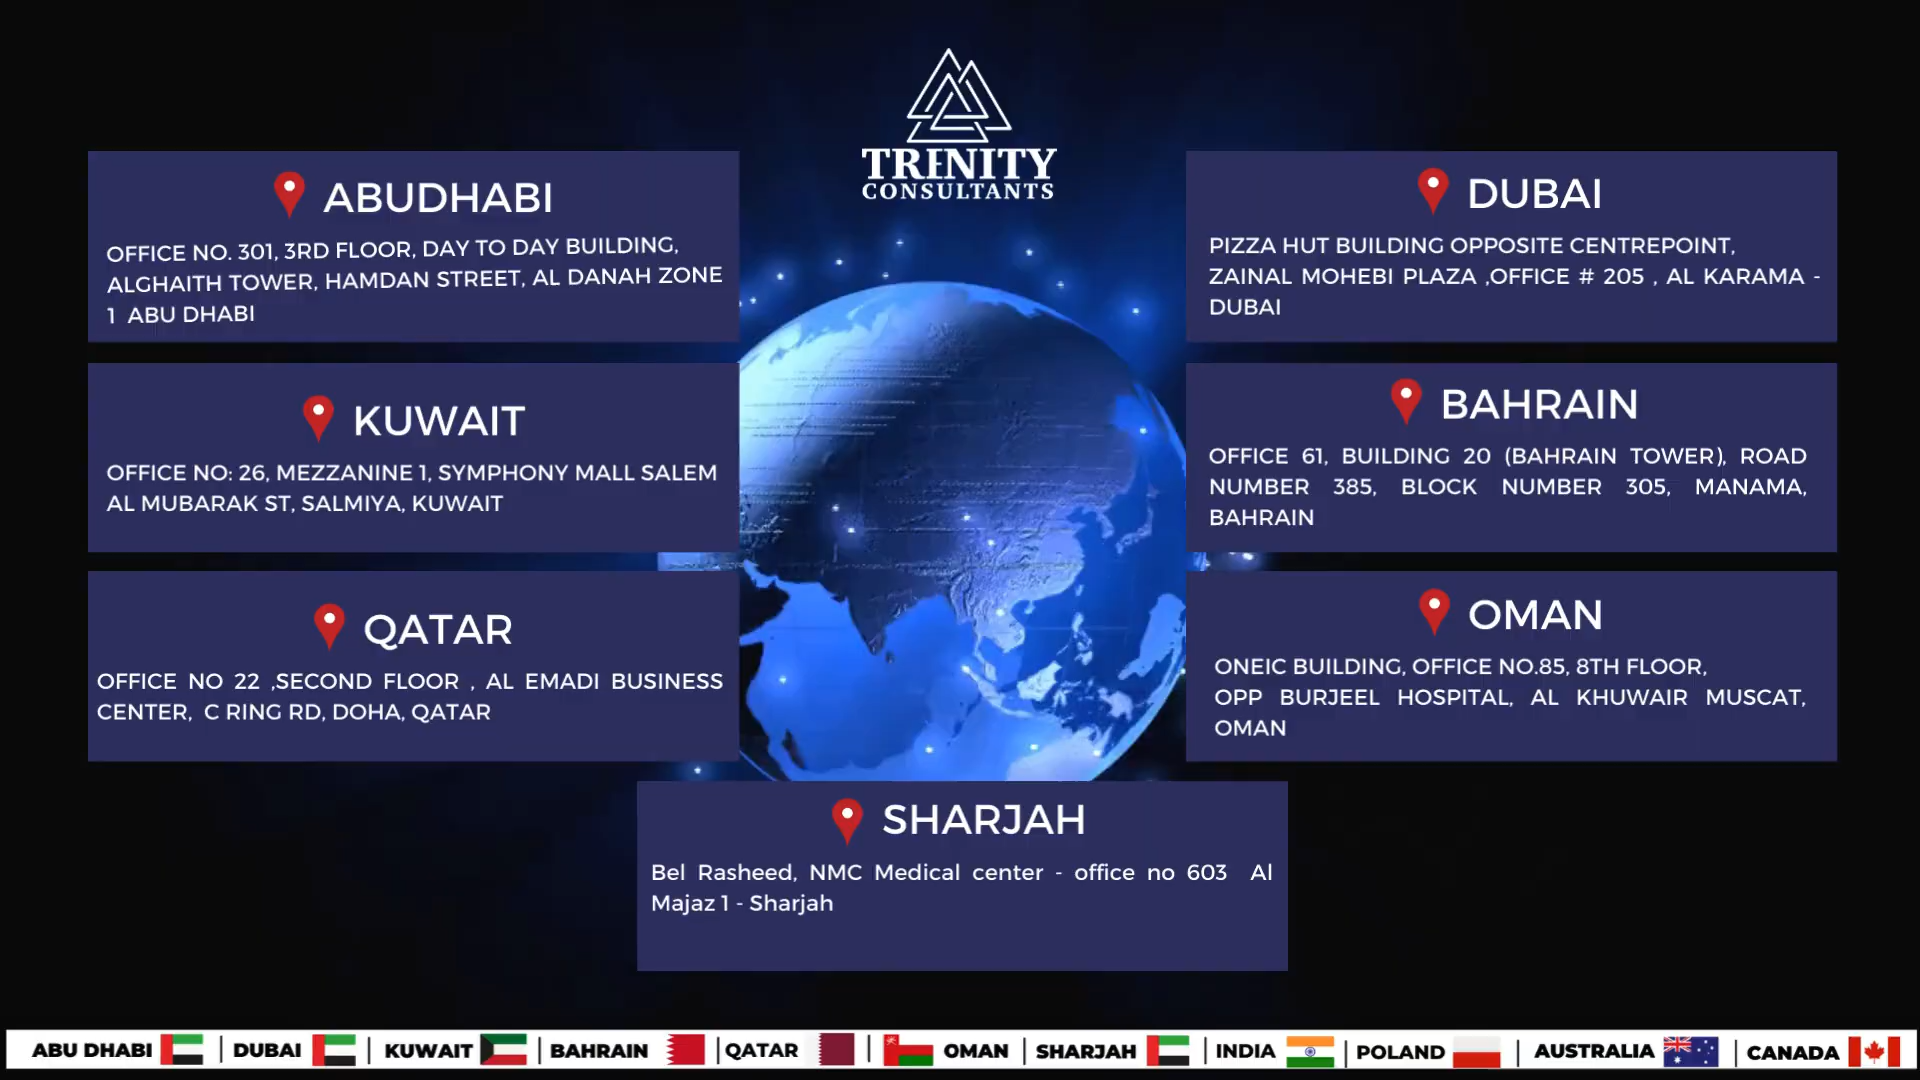 TRENITY
CONSULTANTS
ABUDHABI
OFFICE NO. 301, 3RD FLOOR, DAY TO DAY BUILDING,
ALGHAITH TOWER, HAMDAN STREET, AL DANAH ZONE
1 ABU DHABI
DUBAI
PIZZA HUT BUILDING OPPOSITE CENTREPOINT,
ZAINAL MOHEBI PLAZA ,OFFICE # 205 , AL KARAMA -
DUBAI
KUWAIT
OFFICE NO: 26, MEZZANINE 1, SYMPHONY MALL SALEM
AL MUBARAK ST, SALMIYA, KUWAIT
BAHRAIN
OFFICE 61, BUILDING 20 (BAHRAIN TOWER), ROAD
NUMBER 385, BLOCK NUMBER 305, MANAMA,
BAHRAIN
QATAR
OFFICE NO 22 ,SECOND FLOOR , AL EMADI BUSINESS
CENTER, C RING RD, DOHA, QATAR
OMAN
ONEIC BUILDING, OFFICE NO.85, 8TH FLOOR,
OPP BURJEEL HOSPITAL, AL KHUWAIR MUSCAT,
OMAN
SHARJAH
Bel Rasheed, NMC Medical center - office no 603 Al
Majaz 1 - Sharjah
ABU DHABI | DUBAI | KUWAIT | BAHRAIN | QATAR | OMAN | SHARJAH | INDIA | POLAND | AUSTRALIA | CANADA